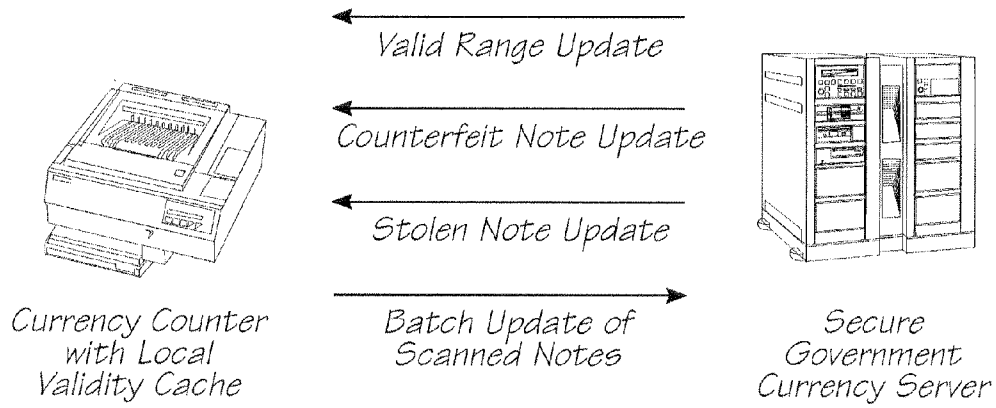 Valid Range Update
Counterfeit Note Update
Stolen Note Update
Batch Update of
Scanned Notes
Currency Counter
with Local
Validity Cache
Secure
Government
Currency Server